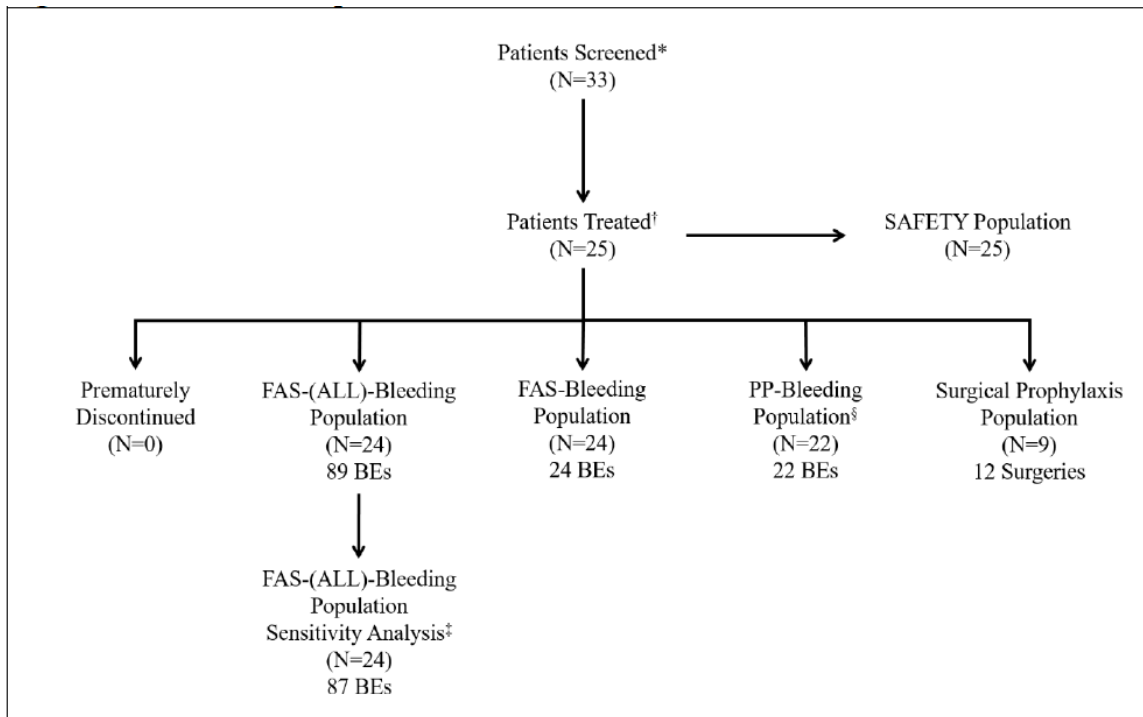 Patients Screened*
(N=33)
Patients Treated†
(N=25)
SAFETY Population
(N=25)
Prematurely
Discontinued
(N=0)
FAS-(ALL)-Bleeding
Population
(N=24)
89 BEs
FAS-Bleeding
Population
(N=24)
24 BEs
PP-Bleeding
Population§
(N=22)
22 BEs
Surgical Prophylaxis
Population
(N=9)
12 Surgeries
FAS-(ALL)-Bleeding
Population
Sensitivity Analysis‡
(N=24)
87 BEs